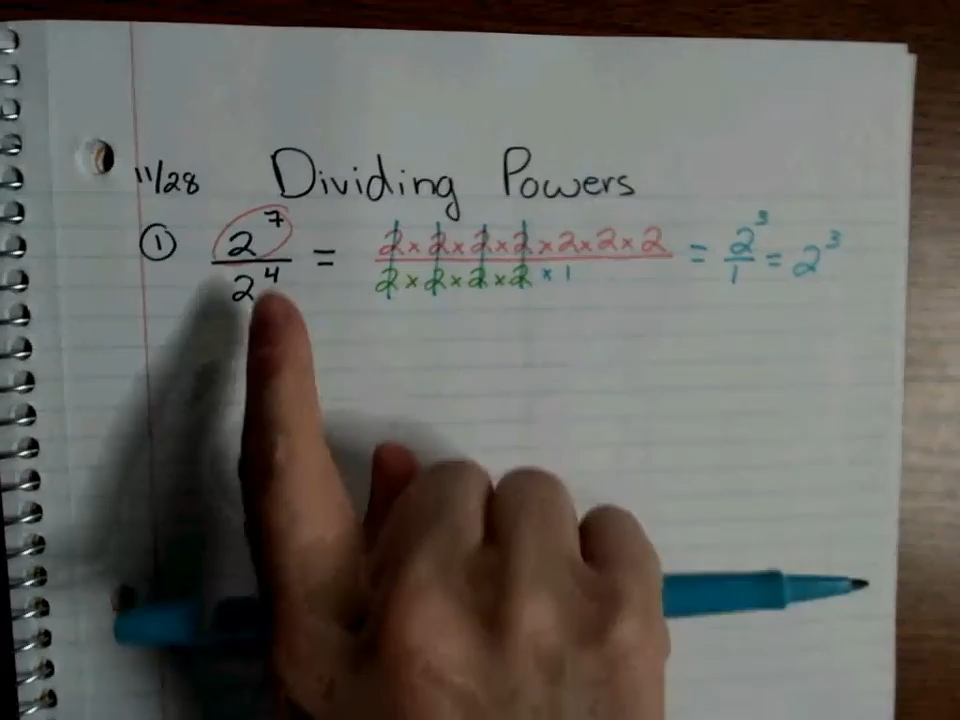 11/28 Dividing Powers
① 2⁷/2⁴ = 2×2×2×2×2×2×2/2×2×2×2×1 = 2³/1 = 2³